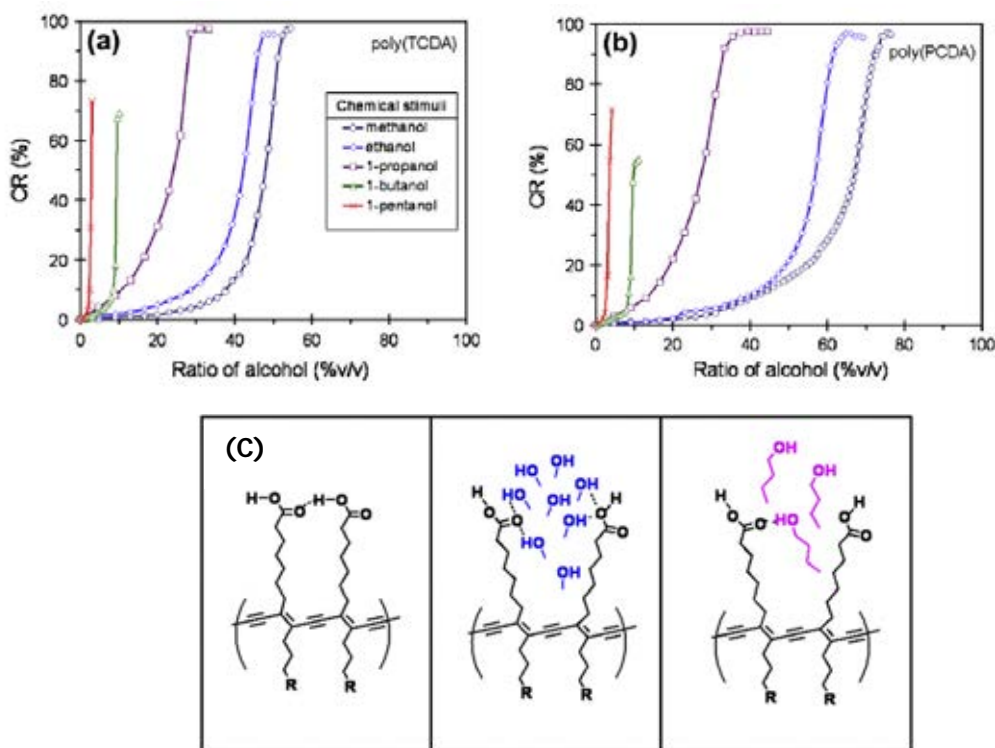 (a)
poly(TCDA)
100
80
60
40
20
0
CR (%)
Chemical stimuli
methanol
ethanol
1-propanol
1-butanol
1-pentanol
0 20 40 60 80 100
Ratio of alcohol (%v/v)
(b)
poly(PCDA)
100
80
60
40
20
0
CR (%)
0 20 40 60 80 100
Ratio of alcohol (%v/v)
(C)
H-O
O
H-O
O
R
R
H
O
O
HO
OH
OH
HO
OH
OH
HO
HO
OH
H
O
O
R
R
OH
OH
HO
H
O
O
H
O
O
R
R